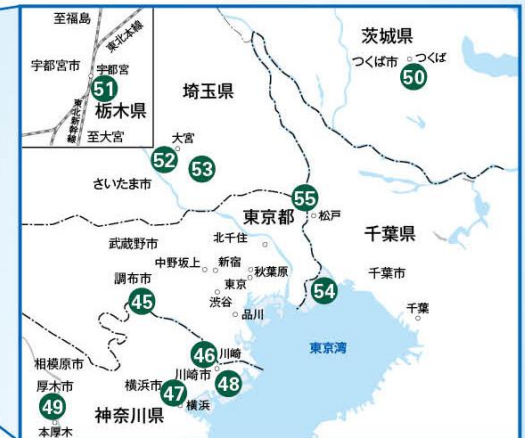 至福島
東北本線
宇都宮市
宇都宮
51
栃木県
東北新幹線
至大宮
茨城県
つくば市
つくば
50
埼玉県
大宮
52
53
さいたま市
55
東京都
松戸
千葉県
武蔵野市
北千住
中野坂上
新宿
秋葉原
東京
千葉市
調布市
渋谷
54
45
品川
千葉
東京湾
46
川崎
相模原市
川崎市
厚木市
横浜市
47
48
49
横浜
神奈川県
本厚木